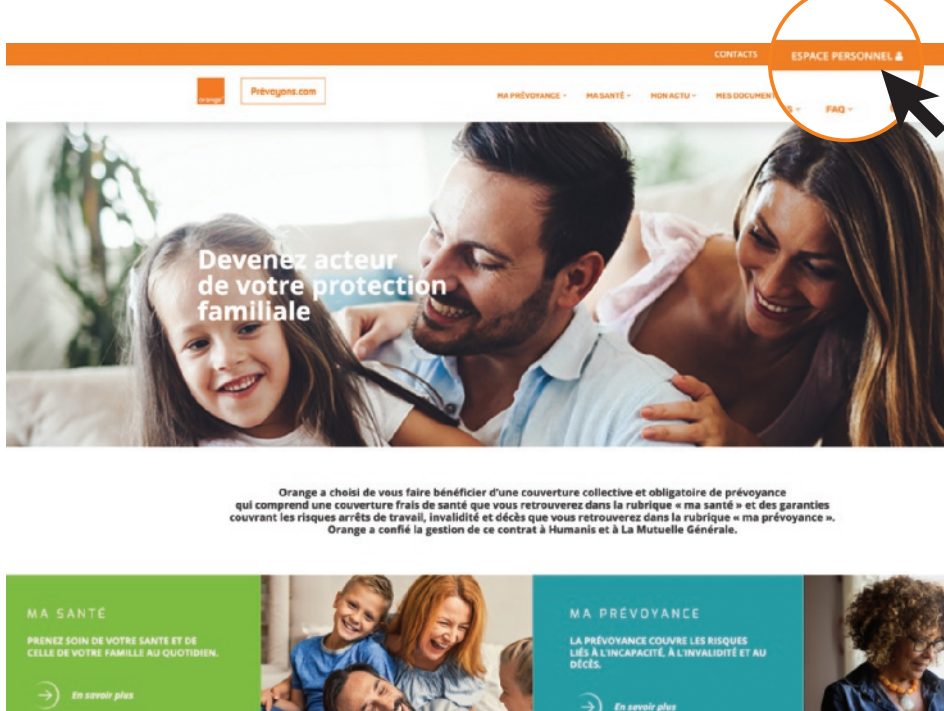 CONTACTS
ESPACE PERSONNEL
orange
Prévoyons.com
MA PRÉVOYANCE
MA SANTÉ
MON ACTU
MES DOCUMENT
FAQ
Devenez acteur
de votre protection
familiale
Orange a choisi de vous faire bénéficier d'une couverture collective et obligatoire de prévoyance
qui comprend une couverture frais de santé que vous retrouverez dans la rubrique « ma santé » et des garanties
couvrant les risques arrêts de travail, invalidité et décès que vous retrouverez dans la rubrique « ma prévoyance ».
Orange a confié la gestion de ce contrat à Humanis et à La Mutuelle Générale.
MA SANTÉ
PRENEZ SOIN DE VOTRE SANTE ET DE
CELLE DE VOTRE FAMILLE AU QUOTIDIEN.
En savoir plus
MA PRÉVOYANCE
LA PRÉVOYANCE COUVRE LES RISQUES
LIÉS À L'INCAPACITÉ, À L'INVALIDITÉ ET AU
DÉCÈS.
En savoir plus